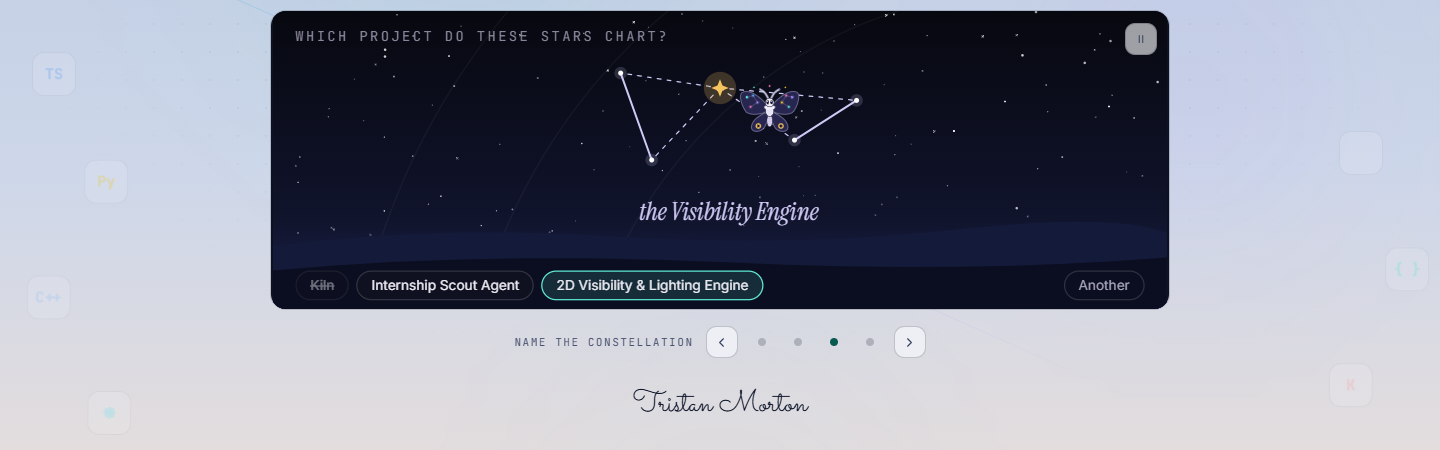 WHICH PROJECT DO THESE STARS CHART?
TS
Py
the Visibility Engine
{ }
C++
Kiln
Internship Scout Agent
2D Visibility & Lighting Engine
Another
NAME THE CONSTELLATION
K
Tristan Morton